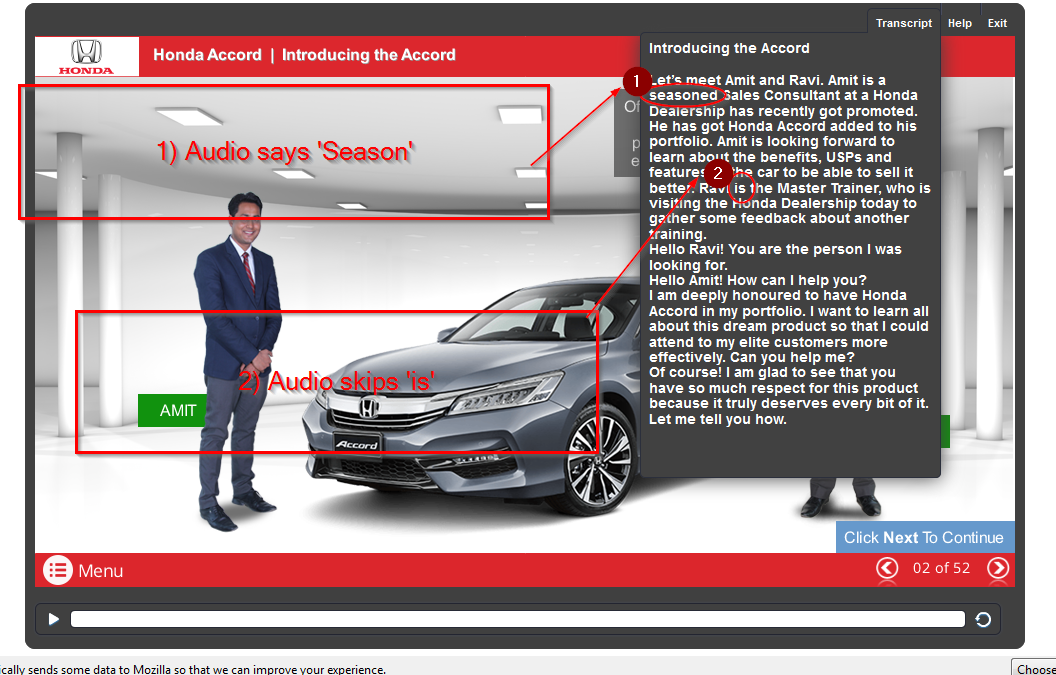 Transcript Help Exit
HONDA
Honda Accord | Introducing the Accord
Introducing the Accord
1
Let's meet Amit and Ravi. Amit is a
seasoned Sales Consultant at a Honda
Dealership has recently got promoted.
He has got Honda Accord added to his
portfolio. Amit is looking forward to
learn about the benefits, USPs and
features the car to be able to sell it
better. Ravi is the Master Trainer, who is
visiting the Honda Dealership today to
gather some feedback about another
training.
Hello Ravi! You are the person I was
looking for.
Hello Amit! How can I help you?
I am deeply honoured to have Honda
Accord in my portfolio. I want to learn all
about this dream product so that I could
attend to my elite customers more
effectively. Can you help me?
Of course! I am glad to see that you
have so much respect for this product
because it truly deserves every bit of it.
Let me tell you how.
2
1) Audio says 'Season'
2) Audio skips 'is'
AMIT
Accord
Click Next To Continue
Menu
02 of 52
sends some data to Mozilla so that we can improve your experience.
Choose